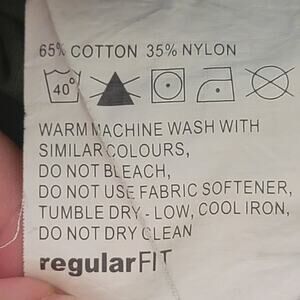 65% COTTON 35% NYLON
40°
WARM MACHINE WASH WITH
SIMILAR COLOURS,
DO NOT BLEACH,
DO NOT USE FABRIC SOFTENER,
TUMBLE DRY - LOW, COOL IRON,
DO NOT DRY CLEAN
regularFIT